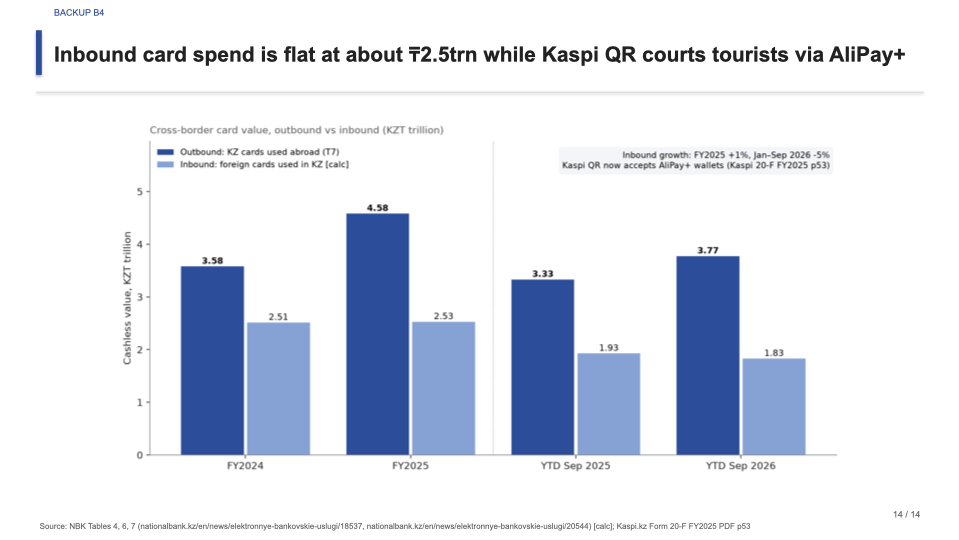 BACKUP B4
Inbound card spend is flat at about ₸2.5trn while Kaspi QR courts tourists via AliPay+
Cross-border card value, outbound vs inbound (KZT trillion)
Outbound: KZ cards used abroad (T7)
Inbound: foreign cards used in KZ [calc]
Inbound growth: FY2025 +1%, Jan–Sep 2026 -5%
Kaspi QR now accepts AliPay+ wallets (Kaspi 20-F FY2025 p53)
Cashless value, KZT trillion
5
4
3
2
1
0
3.58
2.51
4.58
2.53
3.33
1.93
3.77
1.83
FY2024
FY2025
YTD Sep 2025
YTD Sep 2026
14 / 14
Source: NBK Tables 4, 6, 7 (nationalbank.kz/en/news/elektronnye-bankovskie-uslugi/18537, nationalbank.kz/en/news/elektronnye-bankovskie-uslugi/20544) [calc]; Kaspi.kz Form 20-F FY2025 PDF p53